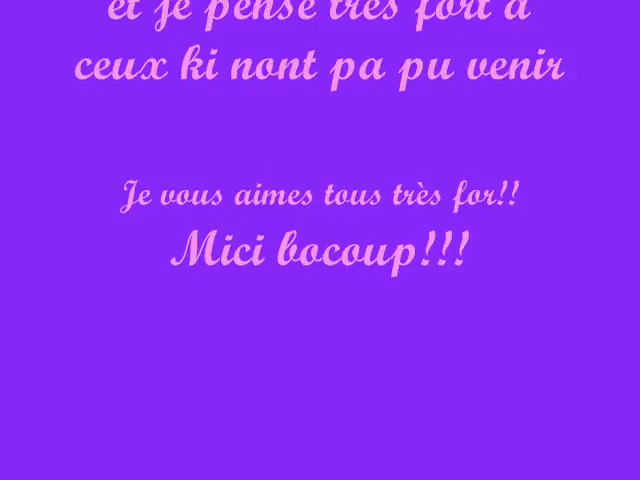 et je pense très fort à
ceux ki nont pa pu venir
Je vous aimes tous très for!!
Mici bocoup!!!